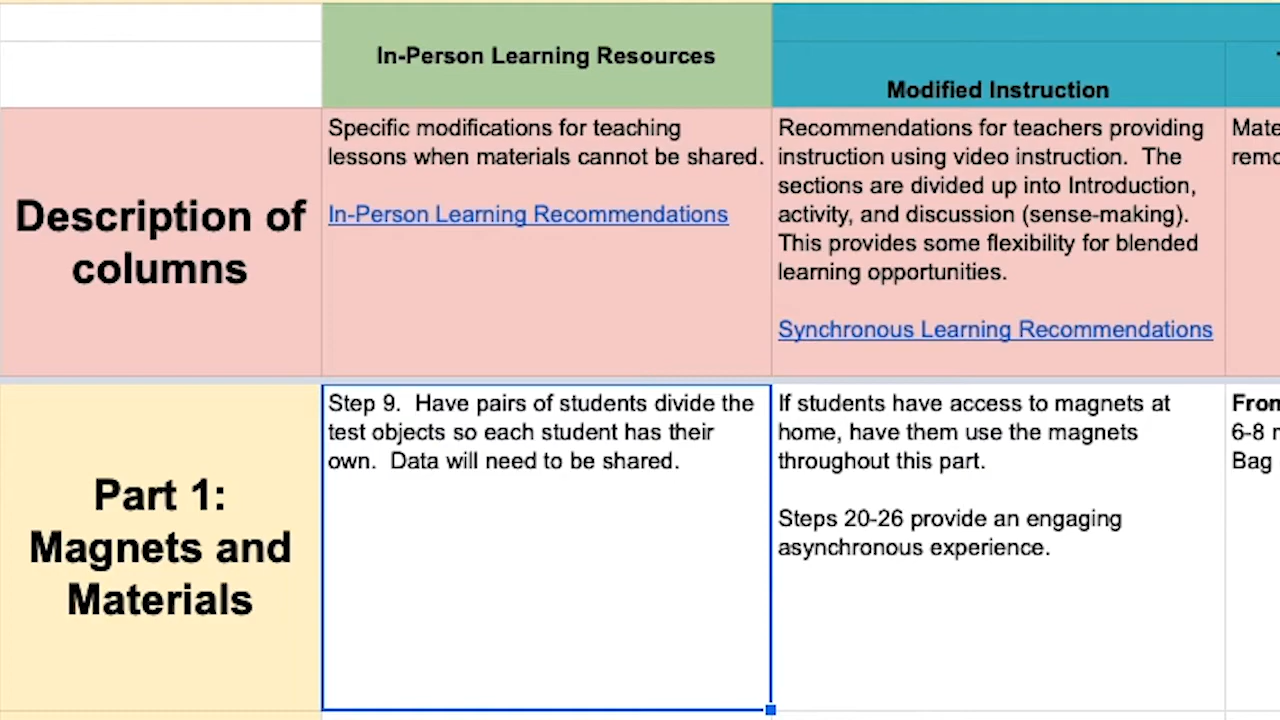 In-Person Learning Resources
Modified Instruction
Description of
columns
Specific modifications for teaching
lessons when materials cannot be shared.
In-Person Learning Recommendations
Recommendations for teachers providing
instruction using video instruction.  The
sections are divided up into Introduction,
activity, and discussion (sense-making).
This provides some flexibility for blended
learning opportunities.
Synchronous Learning Recommendations
Part 1:
Magnets and
Materials
Step 9.  Have pairs of students divide the
test objects so each student has their
own.  Data will need to be shared.
If students have access to magnets at
home, have them use the magnets
throughout this part.
Steps 20-26 provide an engaging
asynchronous experience.
6-8
Bag